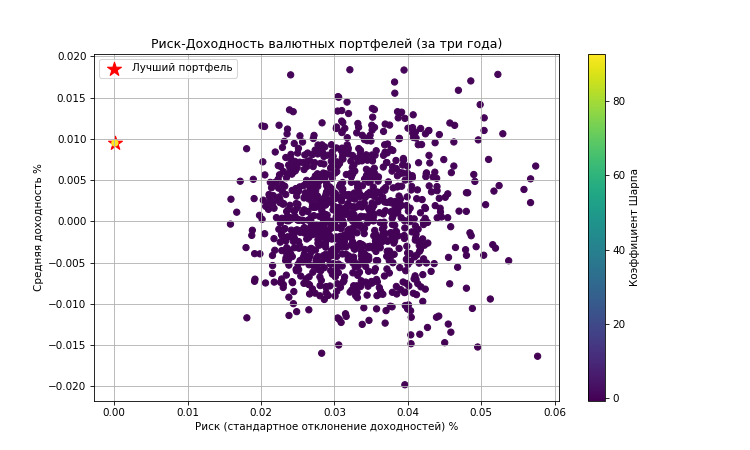 Риск-Доходность валютных портфелей (за три года)
Лучший портфель
Средняя доходность %
0.020
0.015
0.010
0.005
0.000
−0.005
−0.010
−0.015
−0.020
0.00 0.01 0.02 0.03 0.04 0.05 0.06
Риск (стандартное отклонение доходностей) %
80
60
40
20
0
Коэффициент Шарпа